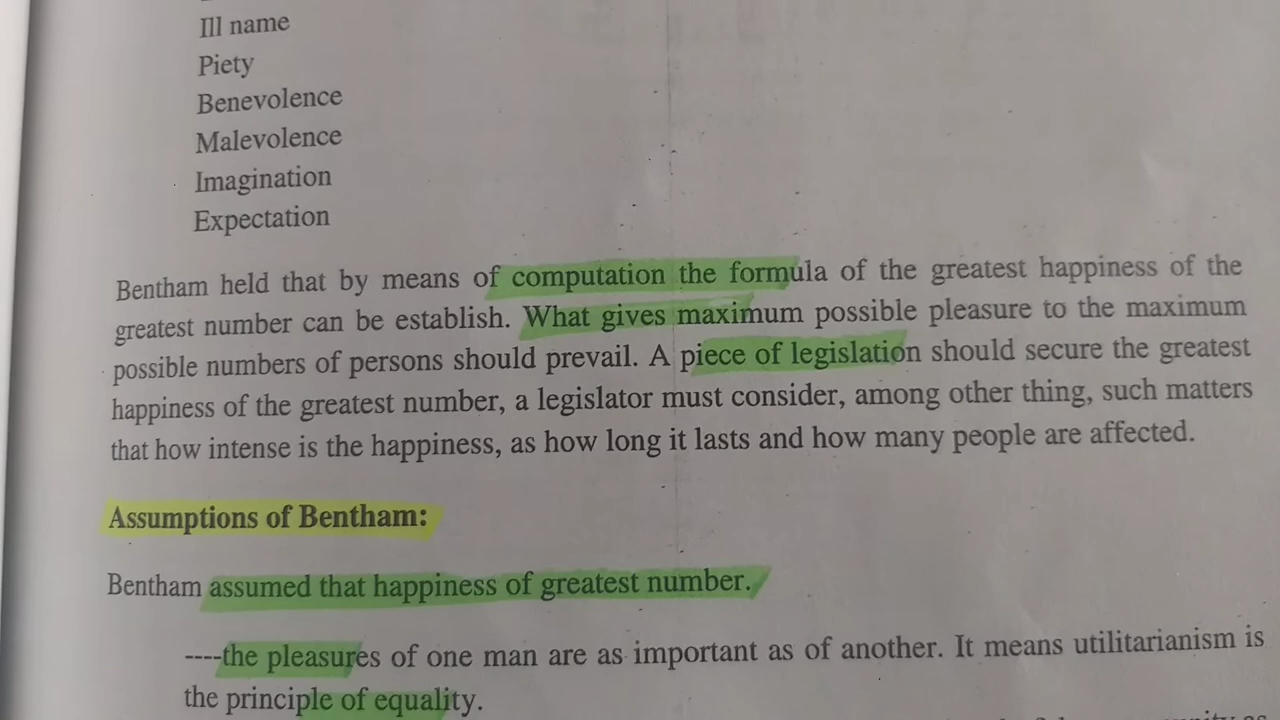 Ill name
Piety
Benevolence
Malevolence
Imagination
Expectation
Bentham held that by means of computation the formula of the greatest happiness of the
greatest number can be establish. What gives maximum possible pleasure to the maximum
possible numbers of persons should prevail. A piece of legislation should secure the greatest
happiness of the greatest number, a legislator must consider, among other thing, such matters
that how intense is the happiness, as how long it lasts and how many people are affected.
Assumptions of Bentham:
Bentham assumed that happiness of greatest number.
----the pleasures of one man are as important as of another. It means utilitarianism is
the principle of equality.